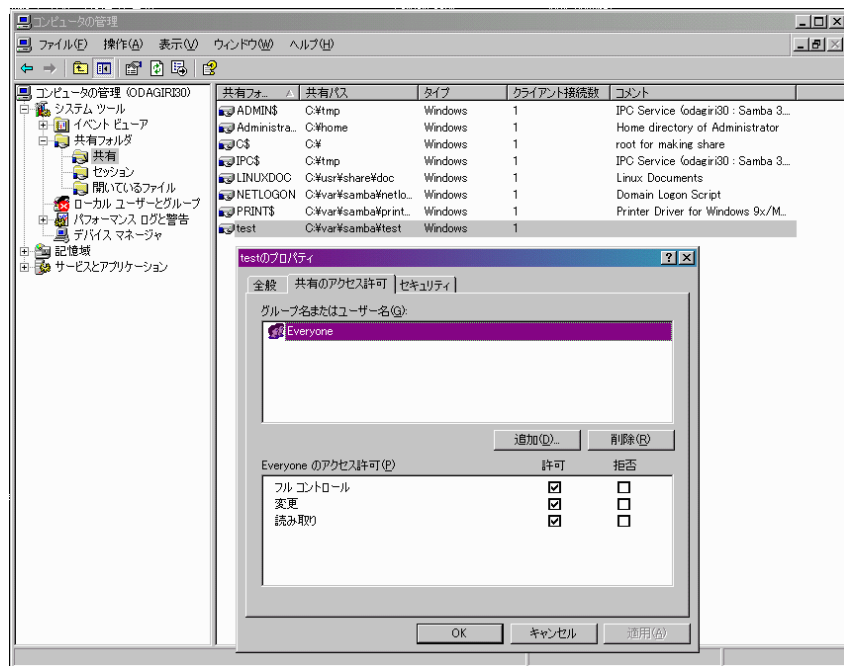 コンピュータの管理
ファイル(F) 操作(A) 表示(V) ウィンドウ(W) ヘルプ(H)
コンピュータの管理 (ODAGIRI30)
システム ツール
イベント ビューア
共有フォルダ
共有
セッション
開いているファイル
ローカル ユーザーとグループ
パフォーマンス ログと警告
デバイス マネージャ
記憶域
サービスとアプリケーション
共有フォ... 共有パス タイプ クライアント接続数 コメント
ADMIN$ C:¥tmp Windows 1 IPC Service (odagiri30 : Samba 3...
Administra... C:¥home Windows 1 Home directory of Administrator
C$ C:¥ Windows 1 root for making share
IPC$ C:¥tmp Windows 1 IPC Service (odagiri30 : Samba 3...
LINUXDOC C:¥usr¥share¥doc Windows 1 Linux Documents
NETLOGON C:¥var¥samba¥netlo... Windows 1 Domain Logon Script
PRINT$ C:¥var¥samba¥print... Windows 1 Printer Driver for Windows 9x/M...
test C:¥var¥samba¥test Windows 1
testのプロパティ
全般 共有のアクセス許可 セキュリティ
グループ名またはユーザー名(G):
Everyone
追加(D)... 削除(R)
Everyone のアクセス許可(P) 許可 拒否
フル コントロール
変更
読み取り
OK キャンセル 適用(A)